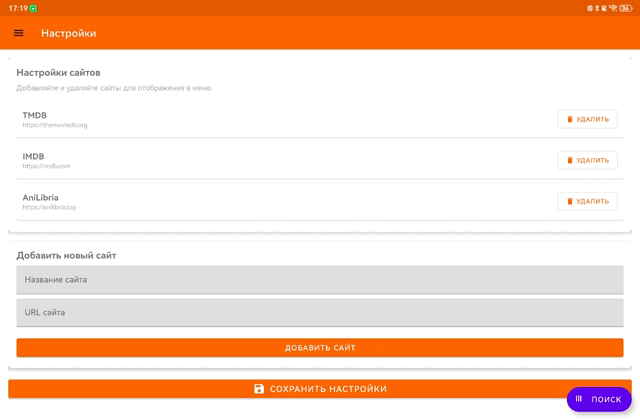 17:19
36
Настройки
Настройки сайтов
Добавляйте и удаляйте сайты для отображения в меню
TMDB
https://themoviedb.org
УДАЛИТЬ
IMDB
https://imdb.com
УДАЛИТЬ
AniLibria
https://anilibria.top
УДАЛИТЬ
Добавить новый сайт
Название сайта
URL сайта
ДОБАВИТЬ САЙТ
СОХРАНИТЬ НАСТРОЙКИ
ПОИСК